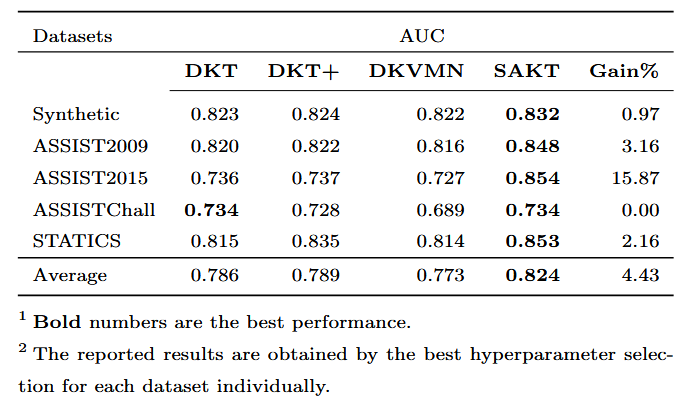 Datasets AUC
DKT DKT+ DKVMN SAKT Gain%
Synthetic 0.823 0.824 0.822 0.832 0.97
ASSIST2009 0.820 0.822 0.816 0.848 3.16
ASSIST2015 0.736 0.737 0.727 0.854 15.87
ASSISTChall 0.734 0.728 0.689 0.734 0.00
STATICS 0.815 0.835 0.814 0.853 2.16
Average 0.786 0.789 0.773 0.824 4.43
1 Bold numbers are the best performance.
2 The reported results are obtained by the best hyperparameter selec-
tion for each dataset individually.